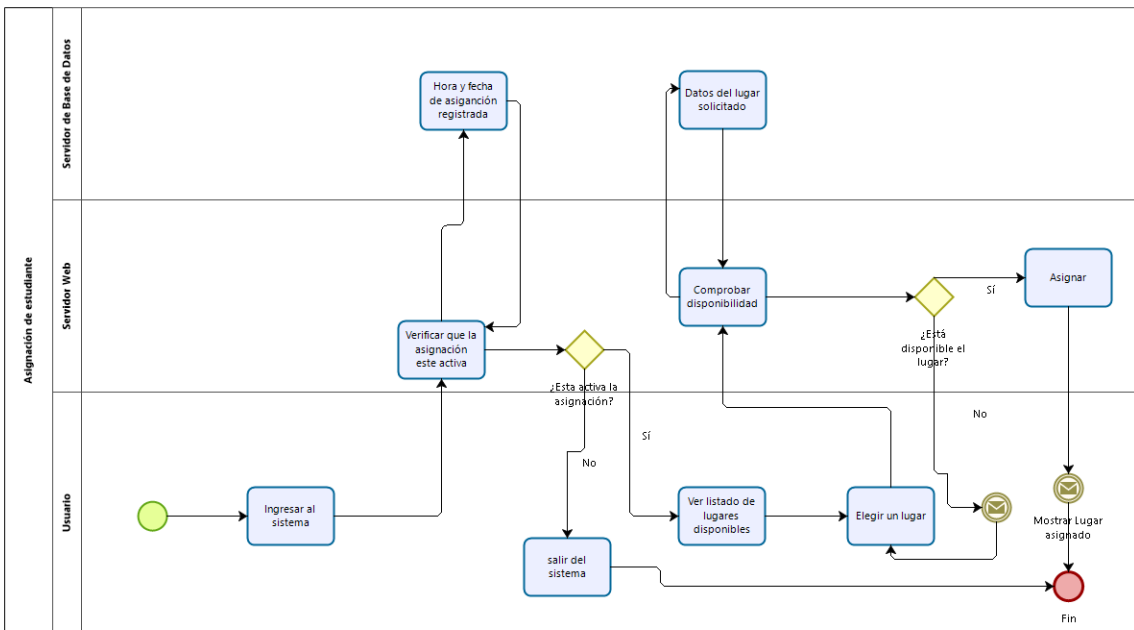 Asignación de estudiante
Servidor de Base de Datos
Hora y fecha
de asigánción
registrada
Datos del lugar
solicitado
Servidor Web
Verificar que la
asignación
este activa
¿Esta activa la
asignación?
Comprobar
disponibilidad
¿Está
disponible el
lugar?
Sí
Asignar
Usuario
Ingresar al
sistema
No
Sí
salir del
sistema
Ver listado de
lugares
disponibles
Elegir un lugar
No
Mostrar Lugar
asignado
Fin